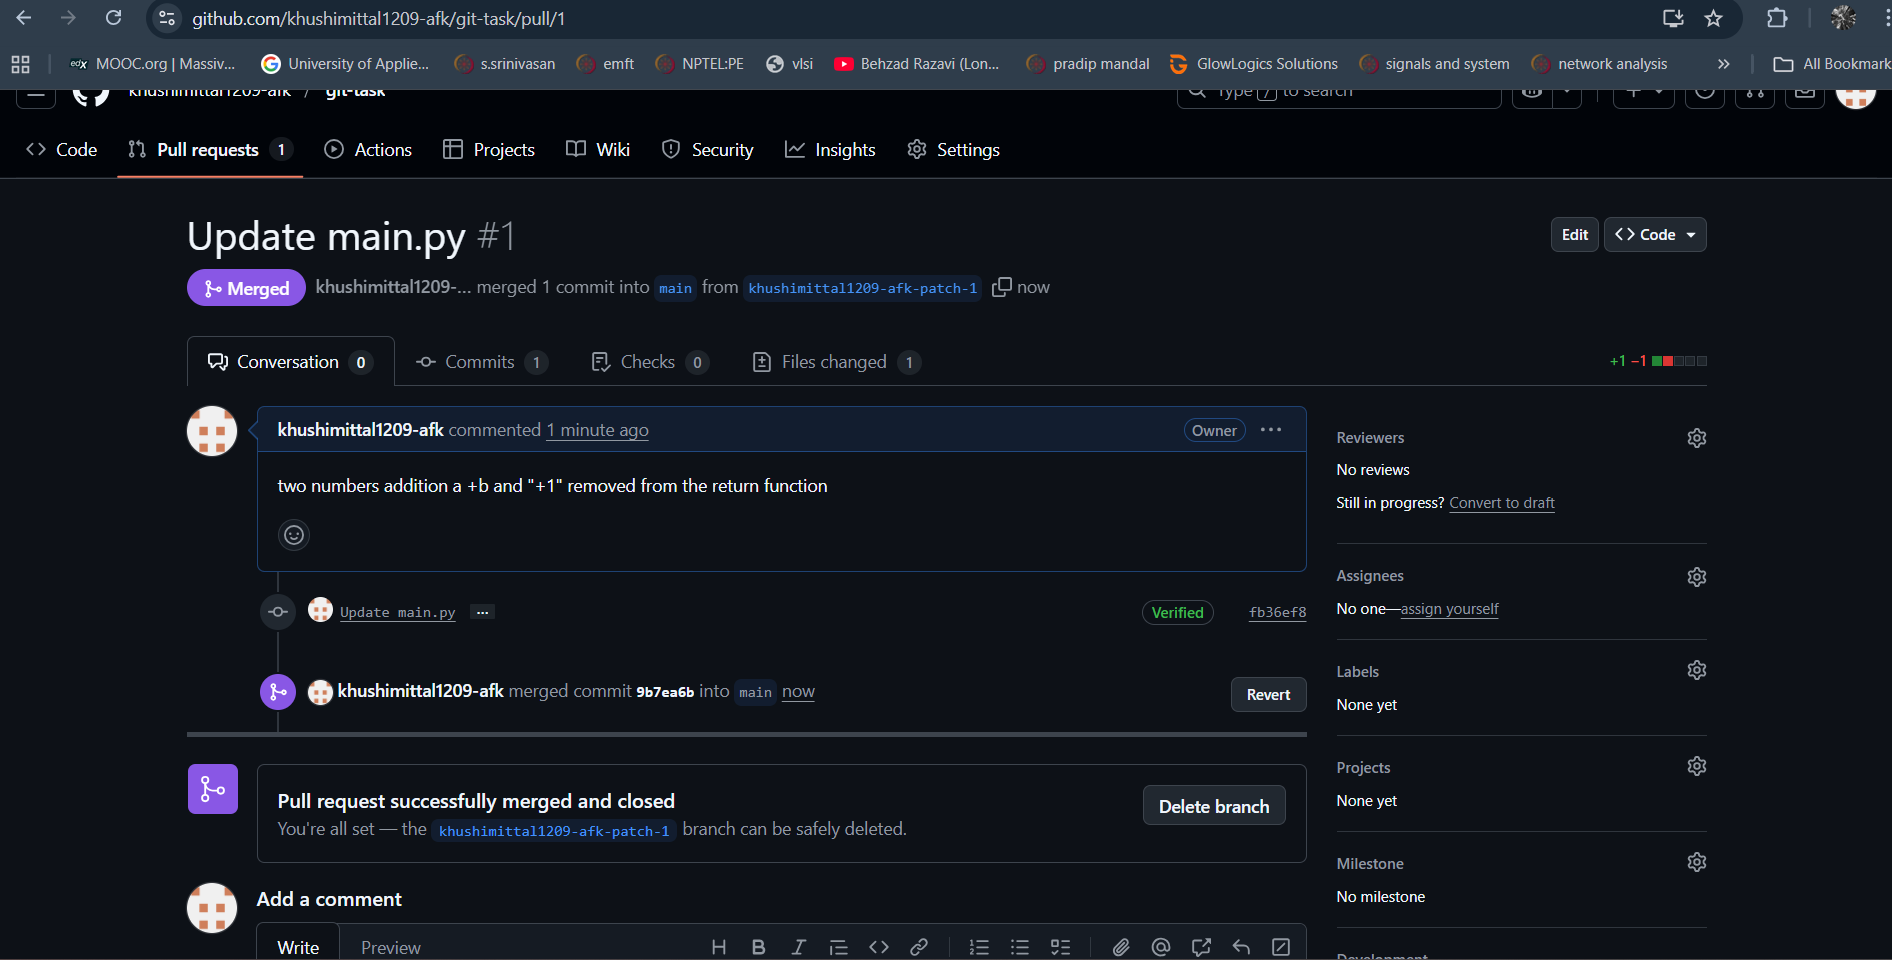 github.com/khushimittal1209-afk/git-task/pull/1
edX MOOC.org | Massiv... University of Applie... s.srinivasan emft NPTEL:PE vlsi Behzad Razavi (Lon... pradip mandal GlowLogics Solutions signals and system network analysis » All Bookmark
khushimittal1209-afk / git-task Type / to search
Code Pull requests 1 Actions Projects Wiki Security Insights Settings
Update main.py #1
Edit Code
Merged khushimittal1209-... merged 1 commit into main from khushimittal1209-afk-patch-1 now
Conversation 0 Commits 1 Checks 0 Files changed 1 +1 −1
khushimittal1209-afk commented 1 minute ago Owner ...
two numbers addition a +b and "+1" removed from the return function
Update main.py ... Verified fb36ef8
khushimittal1209-afk merged commit 9b7ea6b into main now Revert
Pull request successfully merged and closed
You're all set — the khushimittal1209-afk-patch-1 branch can be safely deleted.
Delete branch
Add a comment
Write Preview H B I
Reviewers
No reviews
Still in progress? Convert to draft
Assignees
No one—assign yourself
Labels
None yet
Projects
None yet
Milestone
No milestone
Development